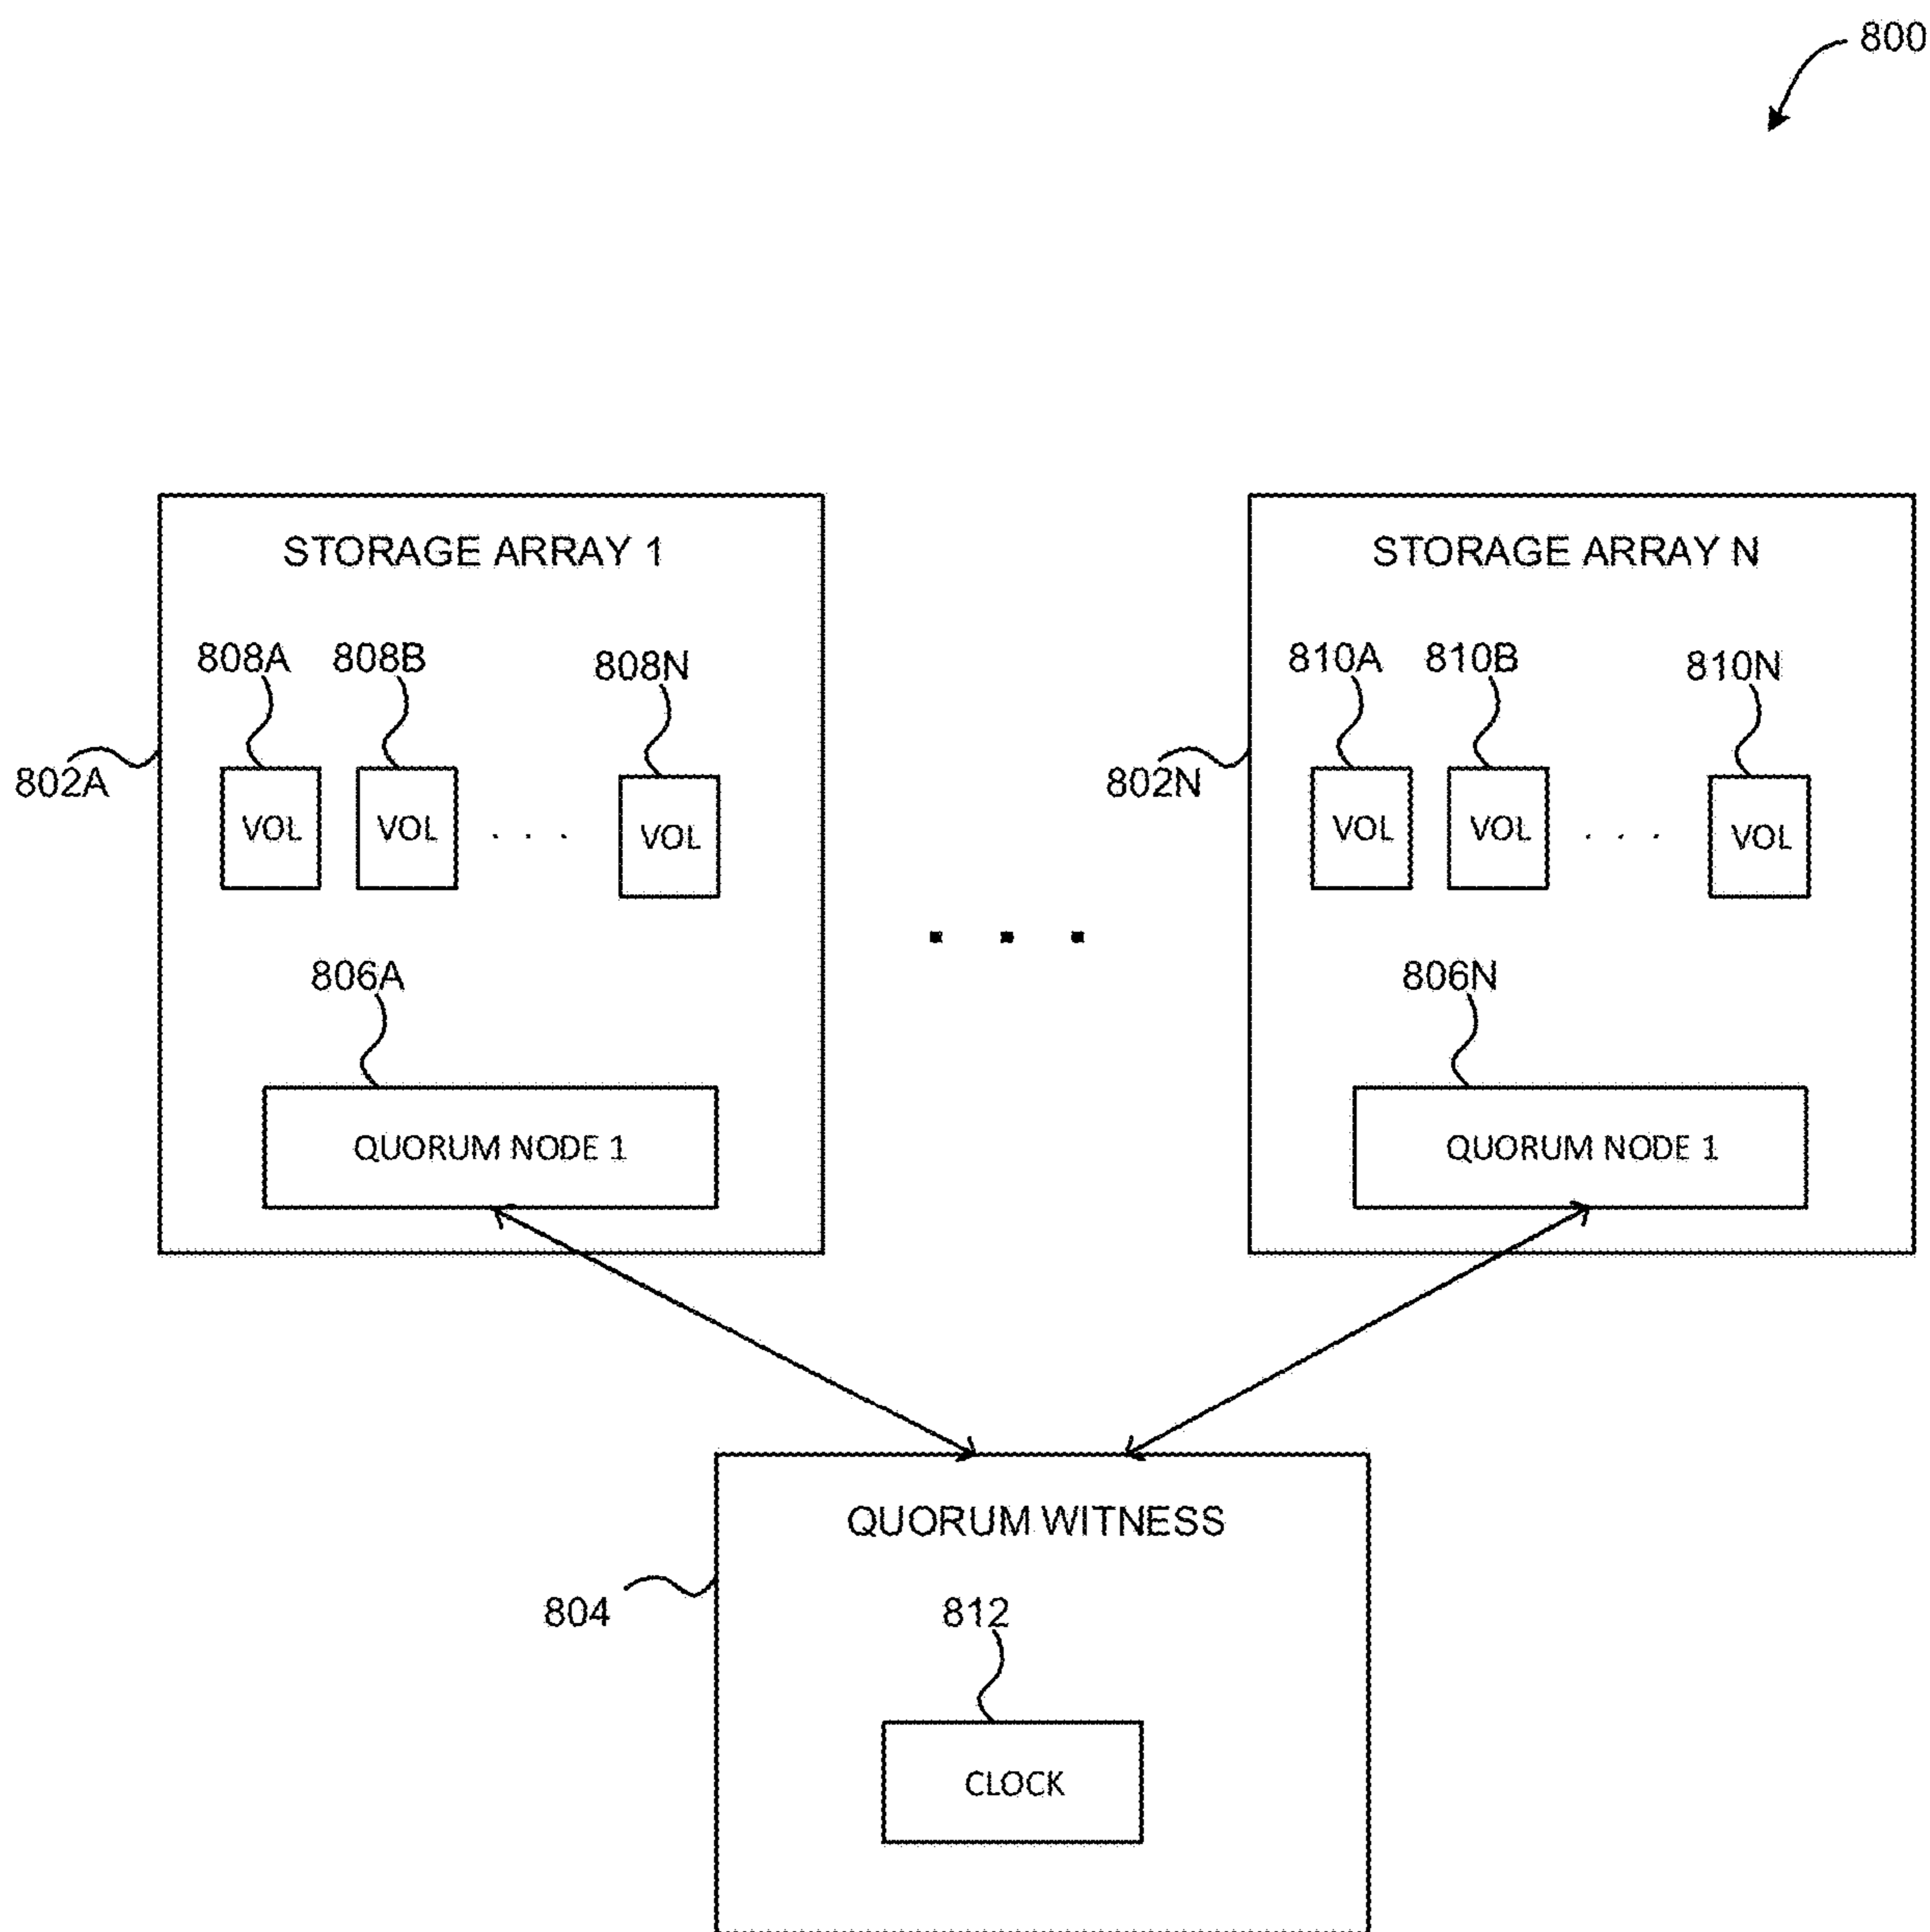 800
STORAGE ARRAY 1
STORAGE ARRAY N
808A 808B 808N
810A 810B 810N
802A
802N
VOL VOL . . . VOL
VOL VOL . . . VOL
. . .
806A
806N
QUORUM NODE 1
QUORUM NODE 1
QUORUM WITNESS
804
812
CLOCK